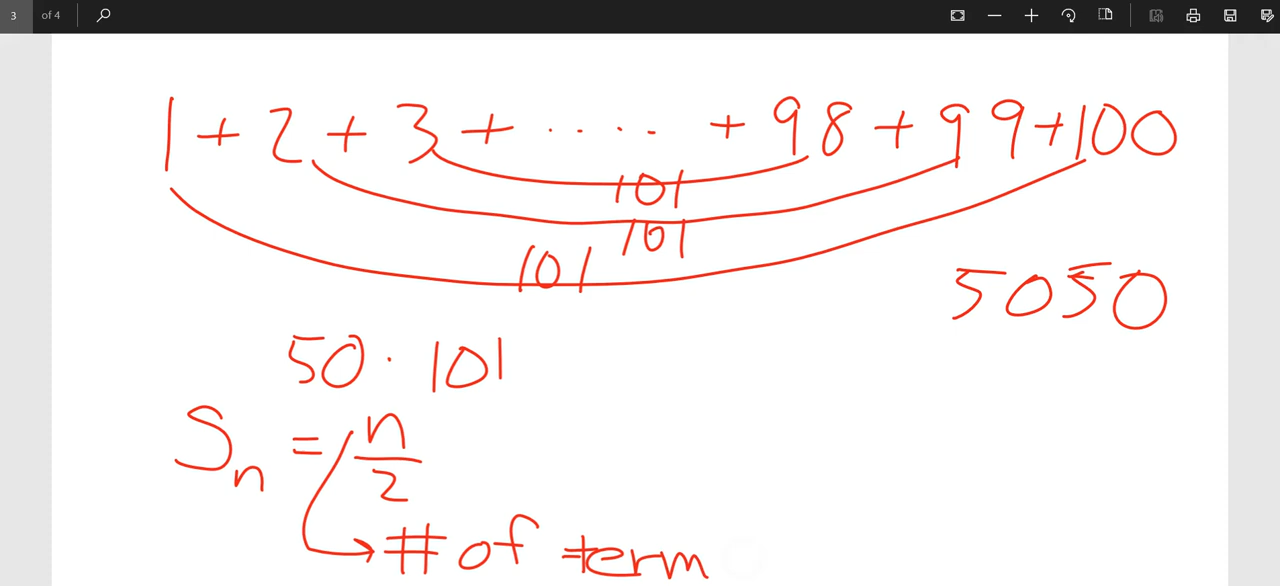 3 of 4
1 + 2 + 3 + ..... + 98 + 99 + 100
101
101
101
5050
50 · 101
Sn = n/2
# of term